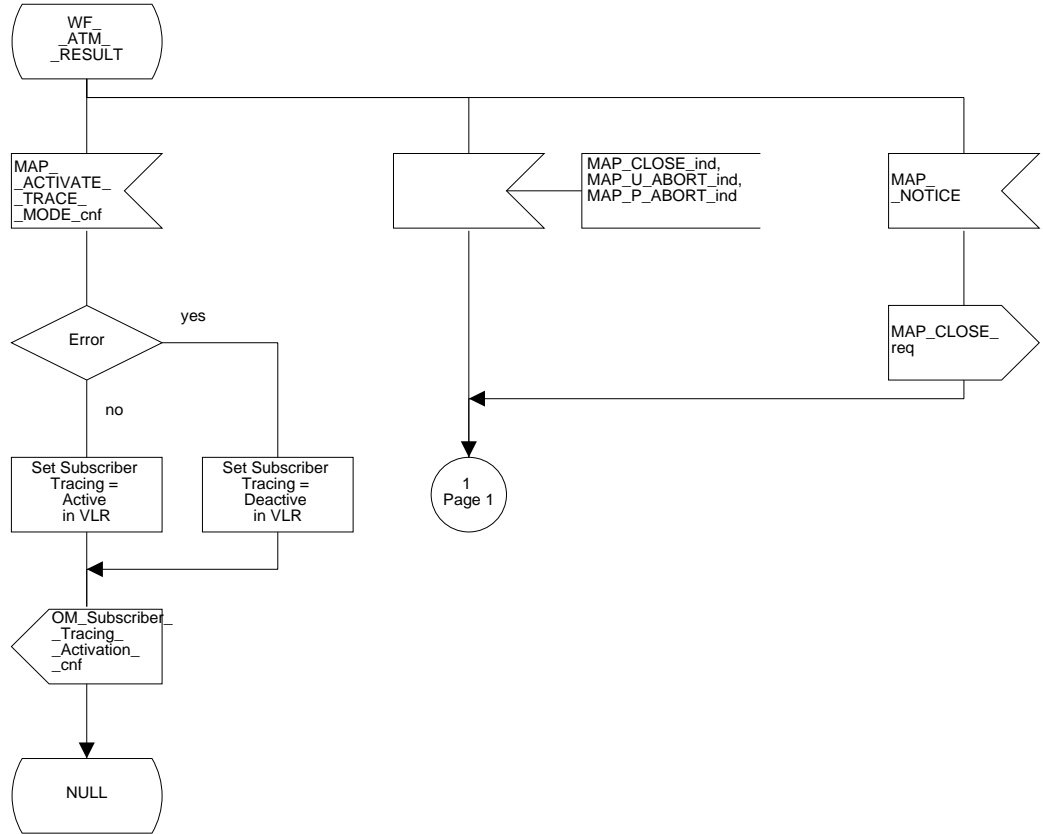 WF_
_ATM_
_RESULT
MAP_
_ACTIVATE_
_TRACE_
_MODE_cnf
MAP_CLOSE_ind,
MAP_U_ABORT_ind,
MAP_P_ABORT_ind
MAP_
_NOTICE
Error
yes
no
MAP_CLOSE_
req
Set Subscriber
Tracing =
Active
in VLR
Set Subscriber
Tracing =
Deactive
in VLR
1
Page 1
OM_Subscriber_
_Tracing_
_Activation_
_cnf
NULL